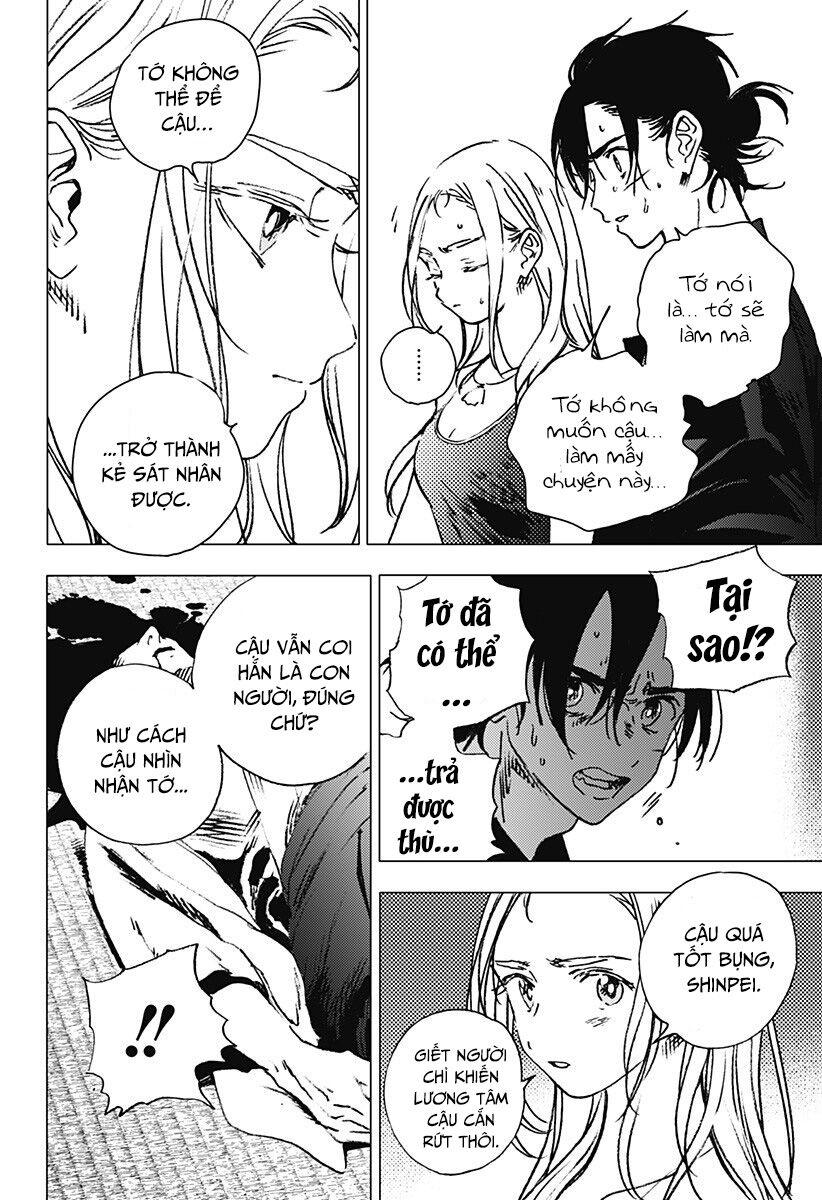 Tớ nói
là... tớ sẽ
làm mà.
Tớ không
muốn cậu...
làm mấy
chuyện này...
......
TỚ KHÔNG
THỂ ĐỂ
CẬU...
...TRỞ THÀNH
KẺ SÁT NHÂN
ĐƯỢC.
Tại
sao!?
Tớ đã
có thể
...
...trả
được
thù...
CẬU QUÁ
TỐT BỤNG,
SHINPEI.
GIẾT NGƯỜI
CHỈ KHIẾN
LƯƠNG TÂM
CẬU CẮN
RỨT THÔI.
CẬU VẪN COI
HẮN LÀ CON
NGƯỜI, ĐÚNG
CHỨ?
NHƯ CÁCH
CẬU NHÌN
NHẬN TỚ...
!!